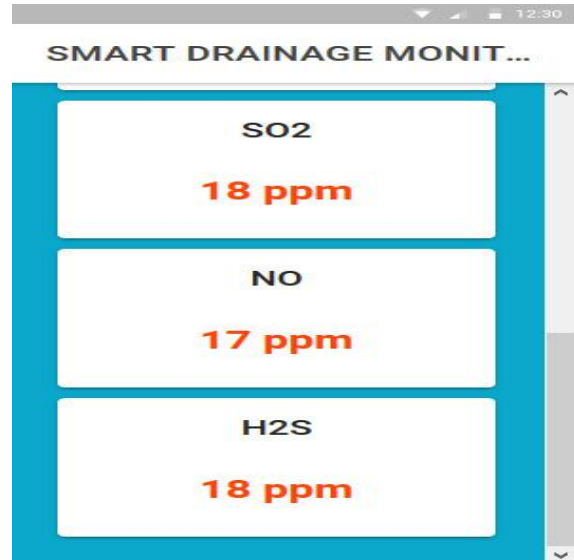 12:30
SMART DRAINAGE MONIT...
SO2
18 ppm
NO
17 ppm
H2S
18 ppm